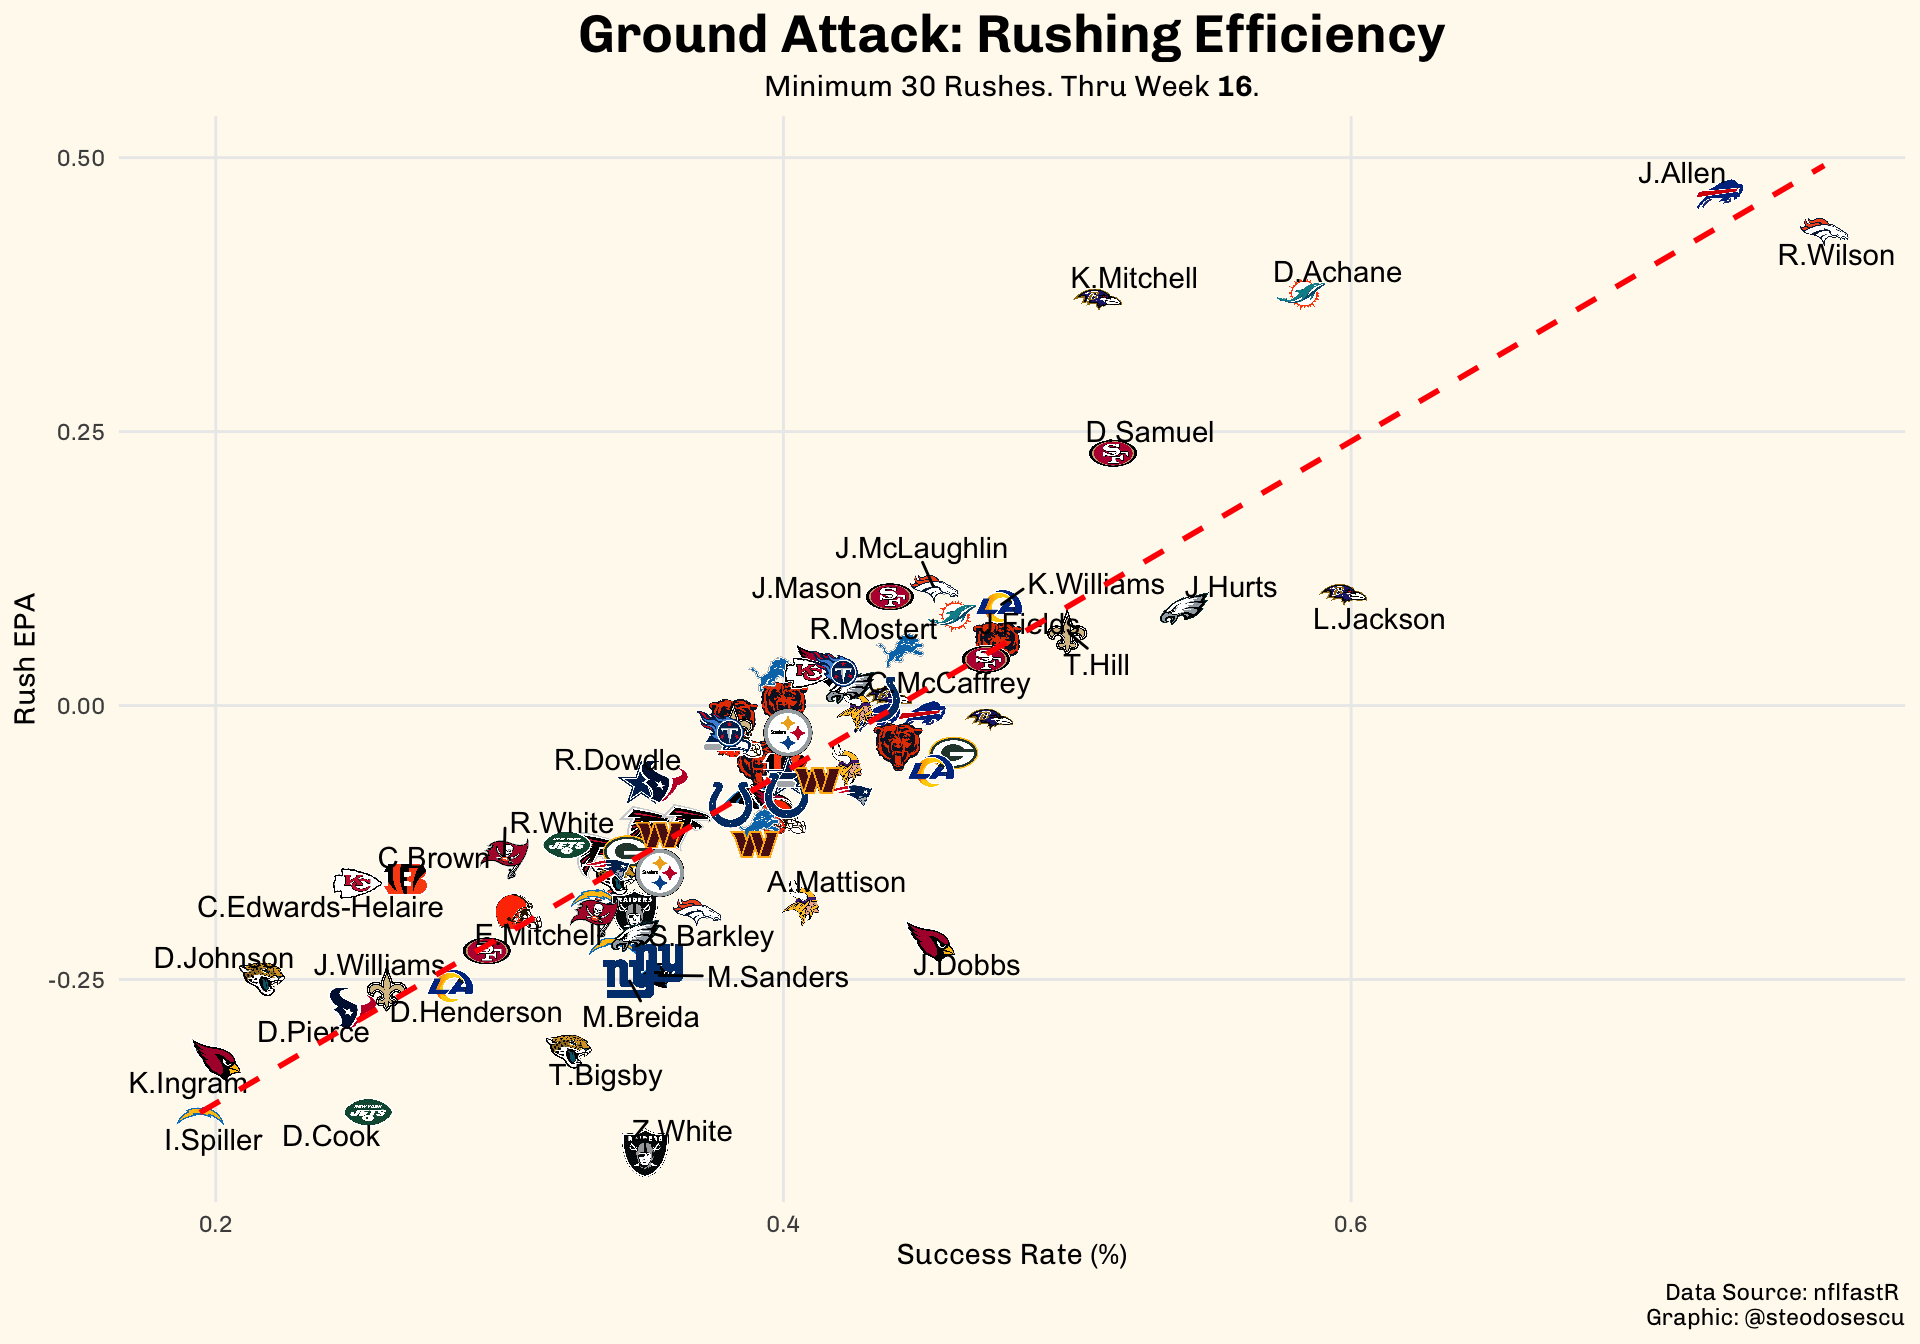 Ground Attack: Rushing Efficiency
Minimum 30 Rushes. Thru Week 16.
0.50
0.25
0.00
-0.25
Rush EPA
J.Allen
R.Wilson
K.Mitchell
D.Achane
D.Samuel
J.McLaughlin
J.Mason
K.Williams
J.Hurts
L.Jackson
R.Mostert
J.Fields
T.Hill
C.McCaffrey
R.Dowdle
R.White
C.Brown
A.Mattison
C.Edwards-Helaire
E.Mitchell
S.Barkley
D.Johnson
J.Williams
M.Sanders
J.Dobbs
D.Henderson
M.Breida
D.Pierce
K.Ingram
T.Bigsby
I.Spiller
D.Cook
Z.White
0.2
0.4
0.6
Success Rate (%)
Data Source: nflfastR
Graphic: @steodosescu